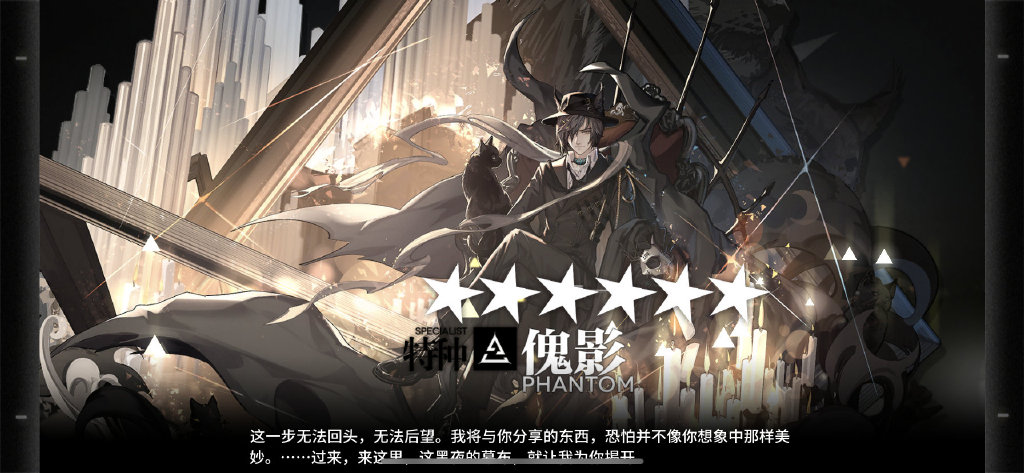 SPECIALIST
特种 傀影
PHANTOM
这一步无法回头，无法后望。我将与你分享的东西，恐怕并不像你想象中那样美
妙。……过来，来这里，这黑夜的幕布，就让我为你揭开